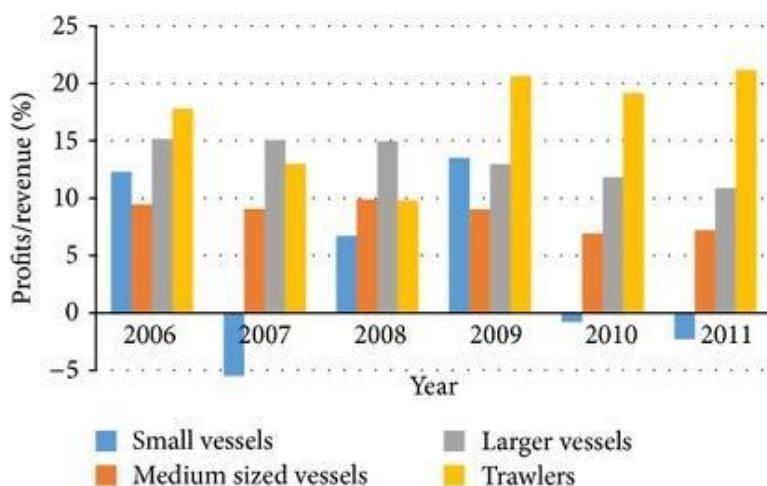 Profits/revenue (%)
25
20
15
10
5
0
−5
2006 2007 2008 2009 2010 2011
Year
Small vessels Larger vessels
Medium sized vessels Trawlers